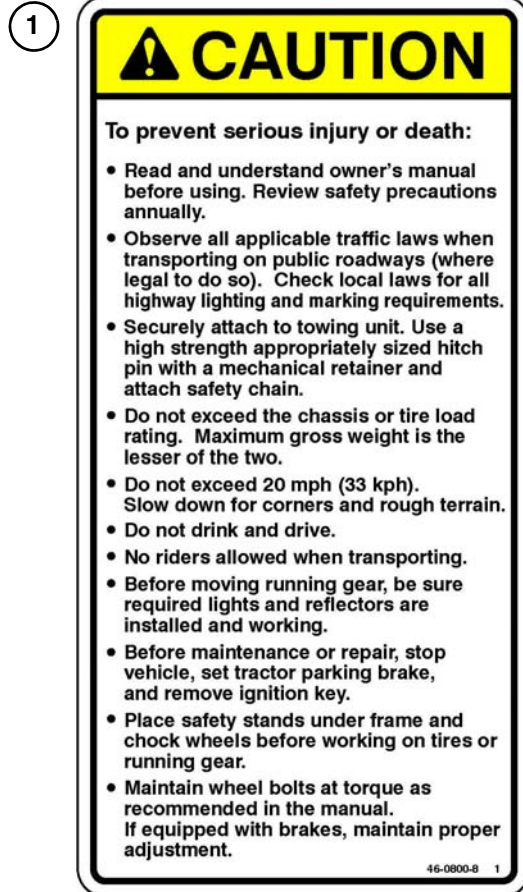 1
CAUTION
To prevent serious injury or death:
• Read and understand owner's manual
before using. Review safety precautions
annually.
• Observe all applicable traffic laws when
transporting on public roadways (where
legal to do so).  Check local laws for all
highway lighting and marking requirements.
• Securely attach to towing unit. Use a
high strength appropriately sized hitch
pin with a mechanical retainer and
attach safety chain.
• Do not exceed the chassis or tire load
rating.  Maximum gross weight is the
lesser of the two.
• Do not exceed 20 mph (33 kph).
Slow down for corners and rough terrain.
• Do not drink and drive.
• No riders allowed when transporting.
• Before moving running gear, be sure
required lights and reflectors are
installed and working.
• Before maintenance or repair, stop
vehicle, set tractor parking brake,
and remove ignition key.
• Place safety stands under frame and
chock wheels before working on tires or
running gear.
• Maintain wheel bolts at torque as
recommended in the manual.
If equipped with brakes, maintain proper
adjustment.
46-0800-8 1